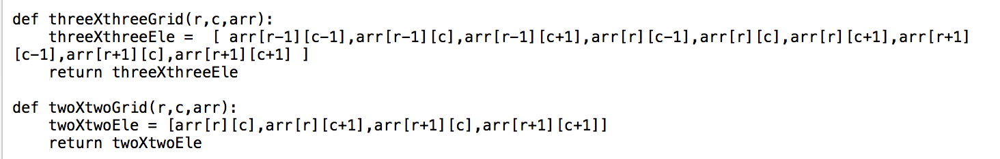 def threeXthreeGrid(r,c,arr):
    threeXthreeEle =  [ arr[r-1][c-1],arr[r-1][c],arr[r-1][c+1],arr[r][c-1],arr[r][c],arr[r][c+1],arr[r+1]
[c-1],arr[r+1][c],arr[r+1][c+1] ]
    return threeXthreeEle

def twoXtwoGrid(r,c,arr):
    twoXtwoEle = [arr[r][c],arr[r][c+1],arr[r+1][c],arr[r+1][c+1]]
    return twoXtwoEle